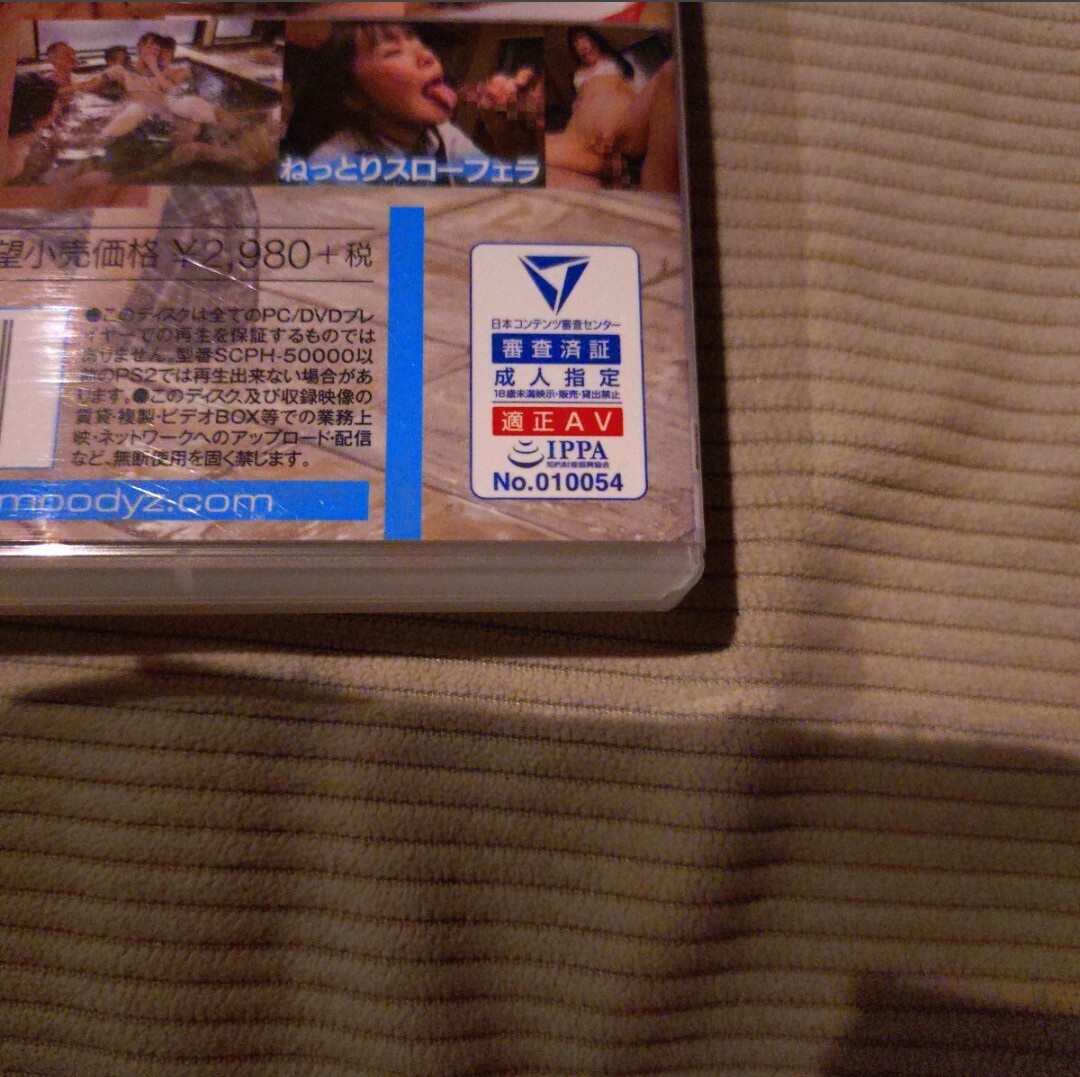 ねっとりスローフェラ
望小売価格 ¥2,980+税
●このディスクは全てのPC/DVDプレ
イヤーでの再生を保証するものでは
ありません。型番SCPH-50000以
前のPS2では再生出来ない場合があ
ります。●このディスク及び収録映像の
賃貸・複製・ビデオBOX等での業務上
映・ネットワークへのアップロード・配信
など、無断使用を固く禁じます。
moodyz.com
日本コンテンツ審査センター
審査済証
成人指定
18歳未満映示・販売・貸出禁止
適正AV
IPPA
知的財産振興協会
No.010054